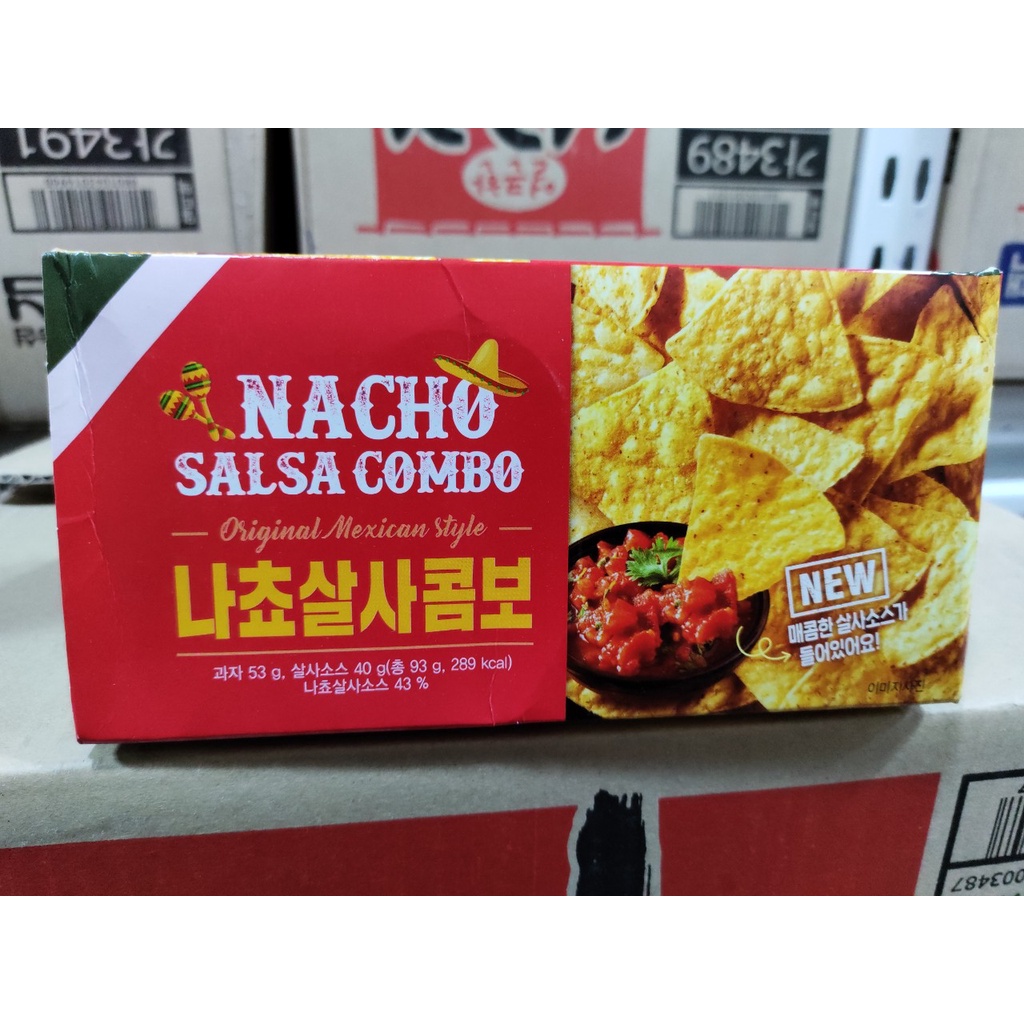 가3491
가3489
NACHO
SALSA COMBO
Original Mexican Style
나쵸살사콤보
과자 53 g, 살사소스 40 g(총 93 g, 289 kcal)
나쵸살사소스 43 %
NEW
매콤한 살사소스가
들어있어요!
이미지사진
003487